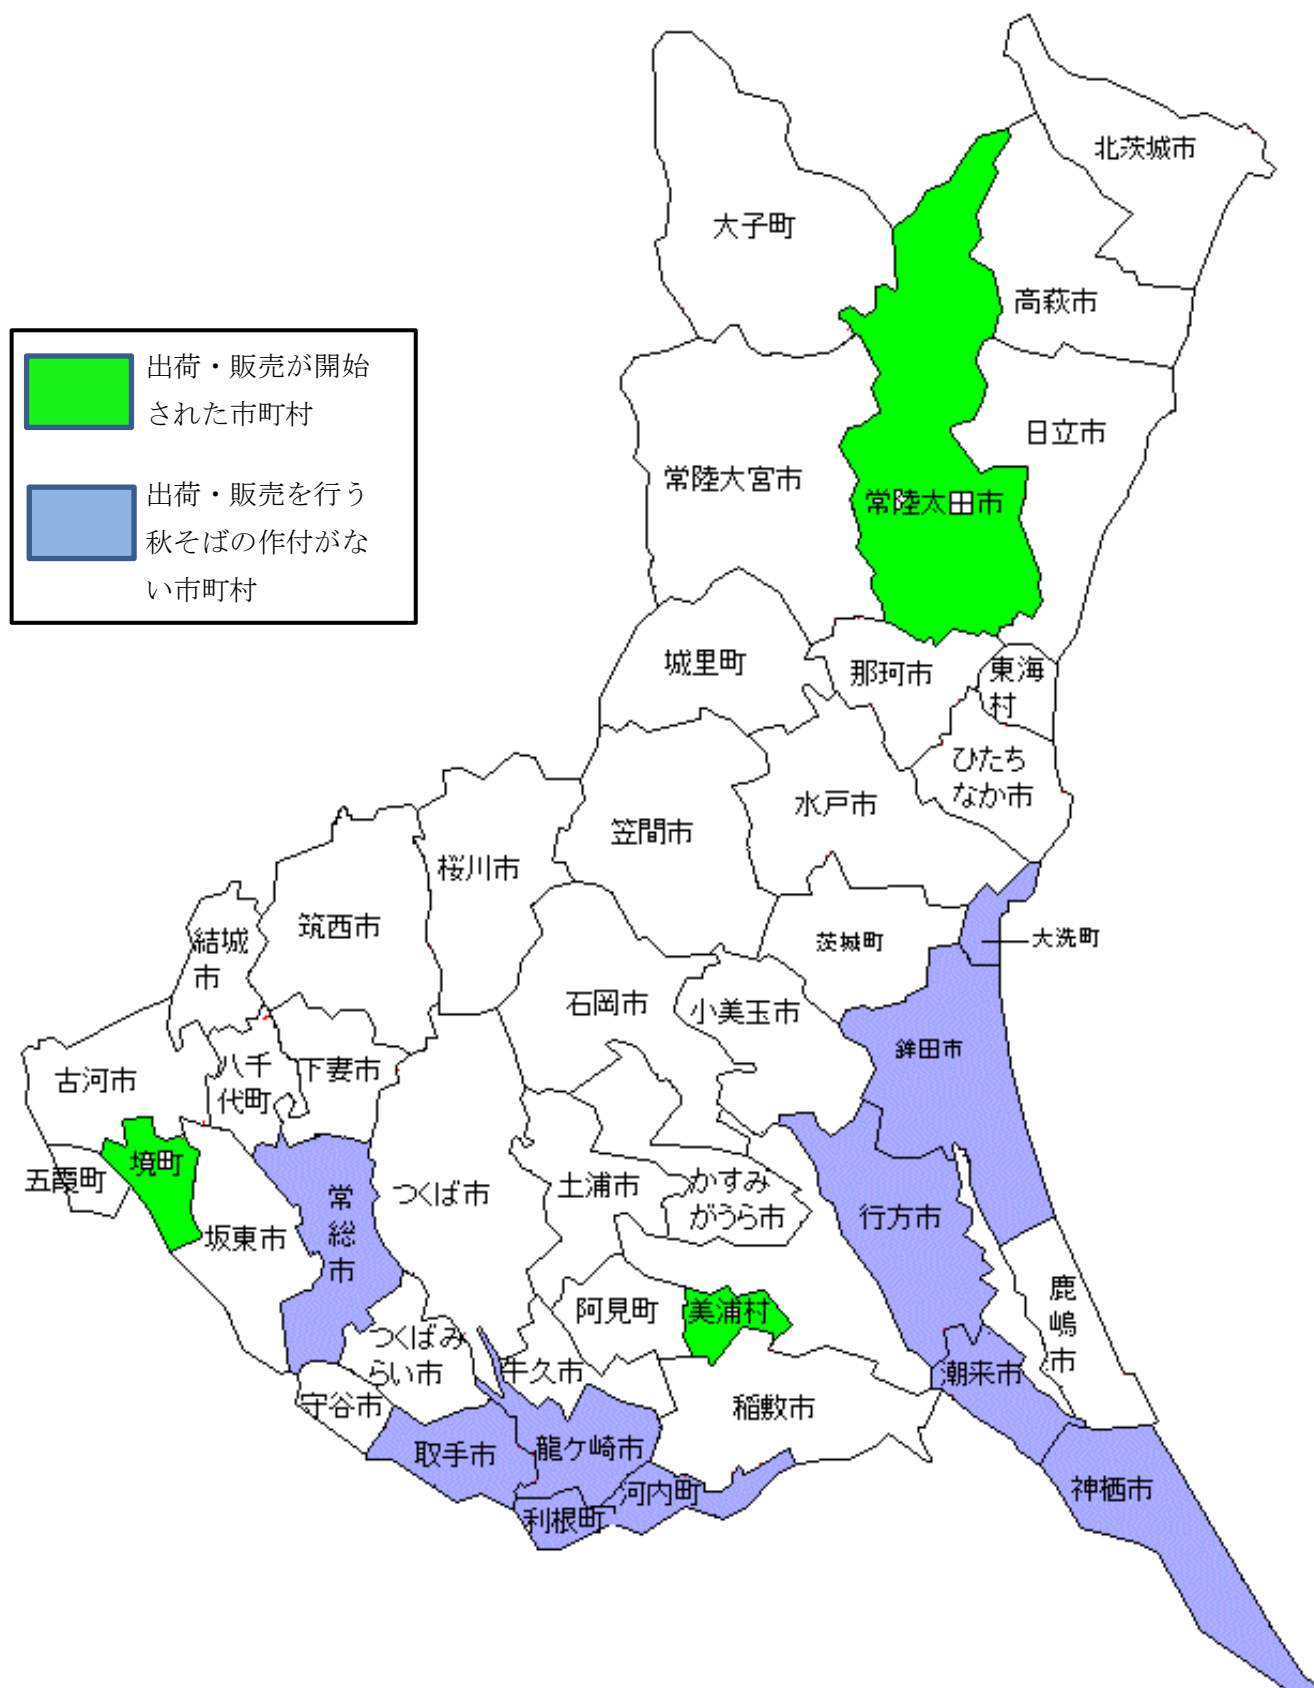 北茨城市
大子町
高萩市
出荷・販売が開始
された市町村
日立市
常陸大宮市
常陸太田市
出荷・販売を行う
秋そばの作付がな
い市町村
城里町
那珂市
東海
村
ひたち
なか市
水戸市
笠間市
桜川市
筑西市
結城
市
茨城町
大洗町
石岡市
小美玉市
鉾田市
古河市
八千
代町
下妻市
五霞町
境町
坂東市
常
総
市
つくば市
土浦市
かすみ
がうら市
行方市
鹿
嶋
市
阿見町
美浦村
つくばみ
らい市
牛久市
潮来市
守谷市
稲敷市
取手市
龍ケ崎市
河内町
利根町
神栖市